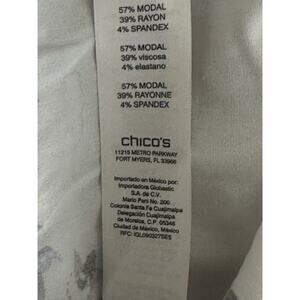 57% MODAL
39% RAYON
4% SPANDEX
57% MODAL
39% viscosa
4% elastano
57% MODAL
39% RAYONNE
4% SPANDEX
chico's
11215 METRO PARKWAY
FORT MYERS, FL 33966
Importado en México por:
Importadora Globastic
S.A. de C.V.
Mario Pani No. 200
Colonia Santa Fe Cuajimalpa
Delegación Cuajimalpa
de Morelos, C.P. 05348
Ciudad de México, México
RFC: IGL090327SE5